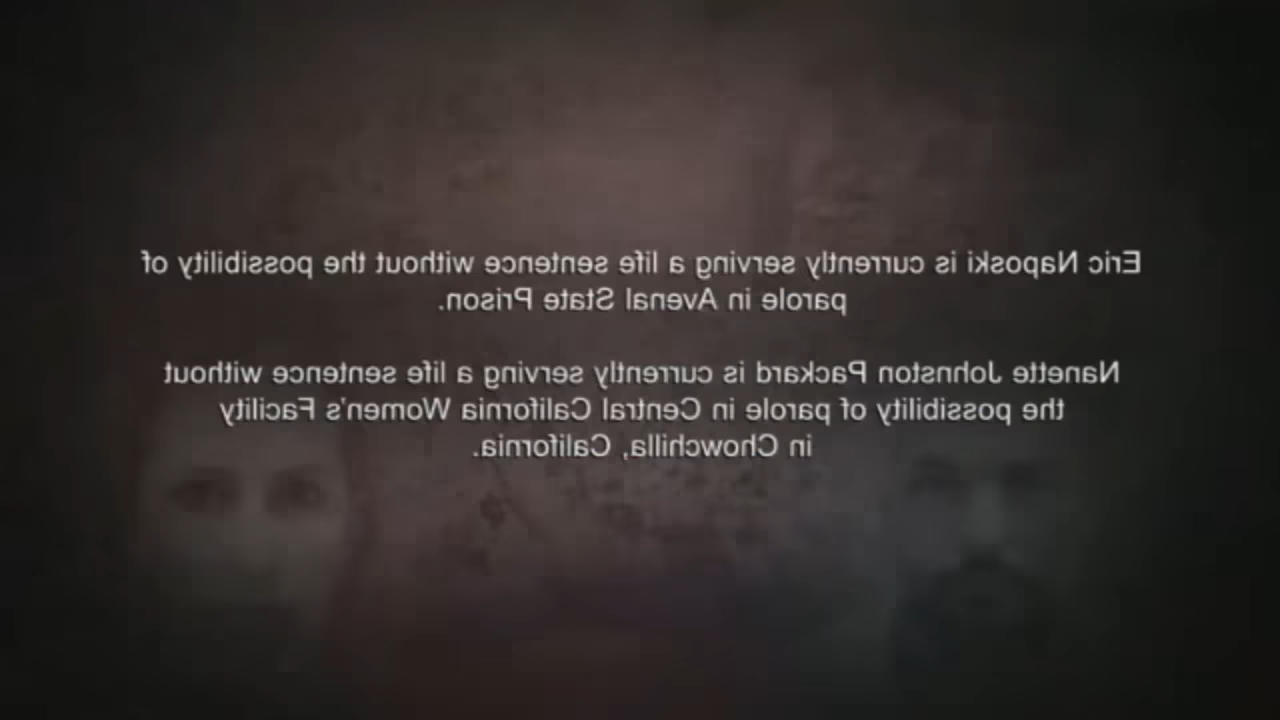 Eric Naposki is currently serving a life sentence without the possibility of
parole in Avenal State Prison.
Nanette Johnston Packard is currently serving a life sentence without
the possibility of parole in Central California Women's Facility
in Chowchilla, California.